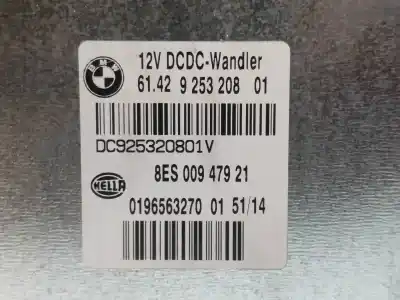 BMW
12V DCDC-Wandler
61.42 9 253 208 01
DC925320801V
8ES 009 479 21
HELLA
0196563270 01 51/14